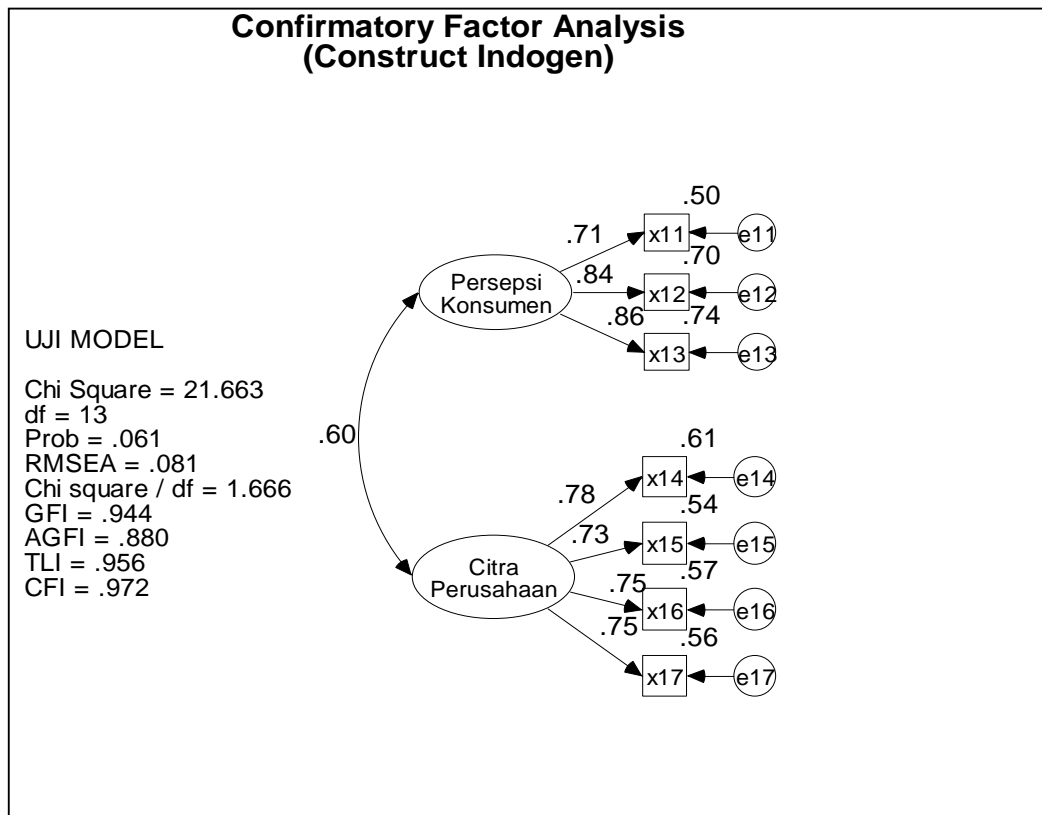 Confirmatory Factor Analysis
(Construct Indogen)
.50
.71
x11
e11
.70
.84
Persepsi
Konsumen
x12
e12
.86
.74
x13
e13
UJI MODEL
Chi Square = 21.663
df = 13
Prob = .061
RMSEA = .081
Chi square / df = 1.666
GFI = .944
AGFI = .880
TLI = .956
CFI = .972
.60
.61
.78
x14
e14
.54
.73
x15
e15
Citra
Perusahaan
.57
.75
x16
e16
.75
.56
x17
e17